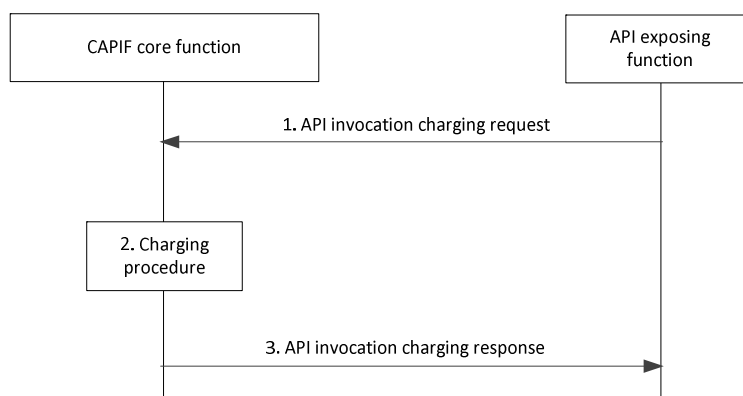 CAPIF core function
API exposing
function
1. API invocation charging request
2. Charging
procedure
3. API invocation charging response